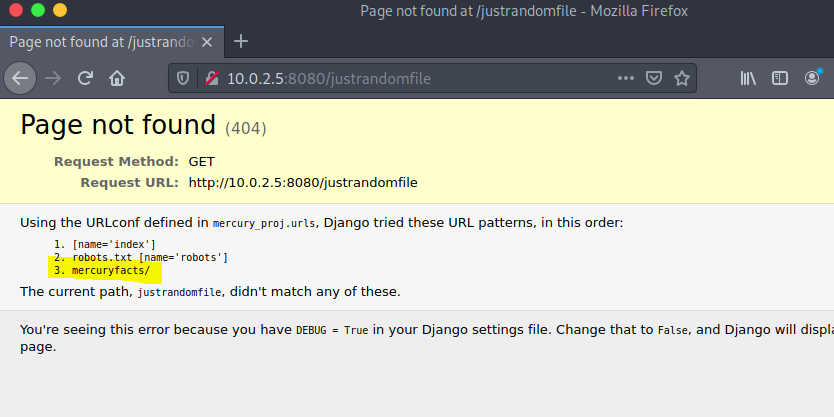 Page not found at /justrandomfile - Mozilla Firefox
Page not found at /justrando
10.0.2.5:8080/justrandomfile
Page not found (404)
Request Method: GET
Request URL: http://10.0.2.5:8080/justrandomfile
Using the URLconf defined in mercury_proj.urls, Django tried these URL patterns, in this order:
1. [name='index']
2. robots.txt [name='robots']
3. mercuryfacts/
The current path, justrandomfile, didn't match any of these.
You're seeing this error because you have DEBUG = True in your Django settings file. Change that to False, and Django will displa
page.